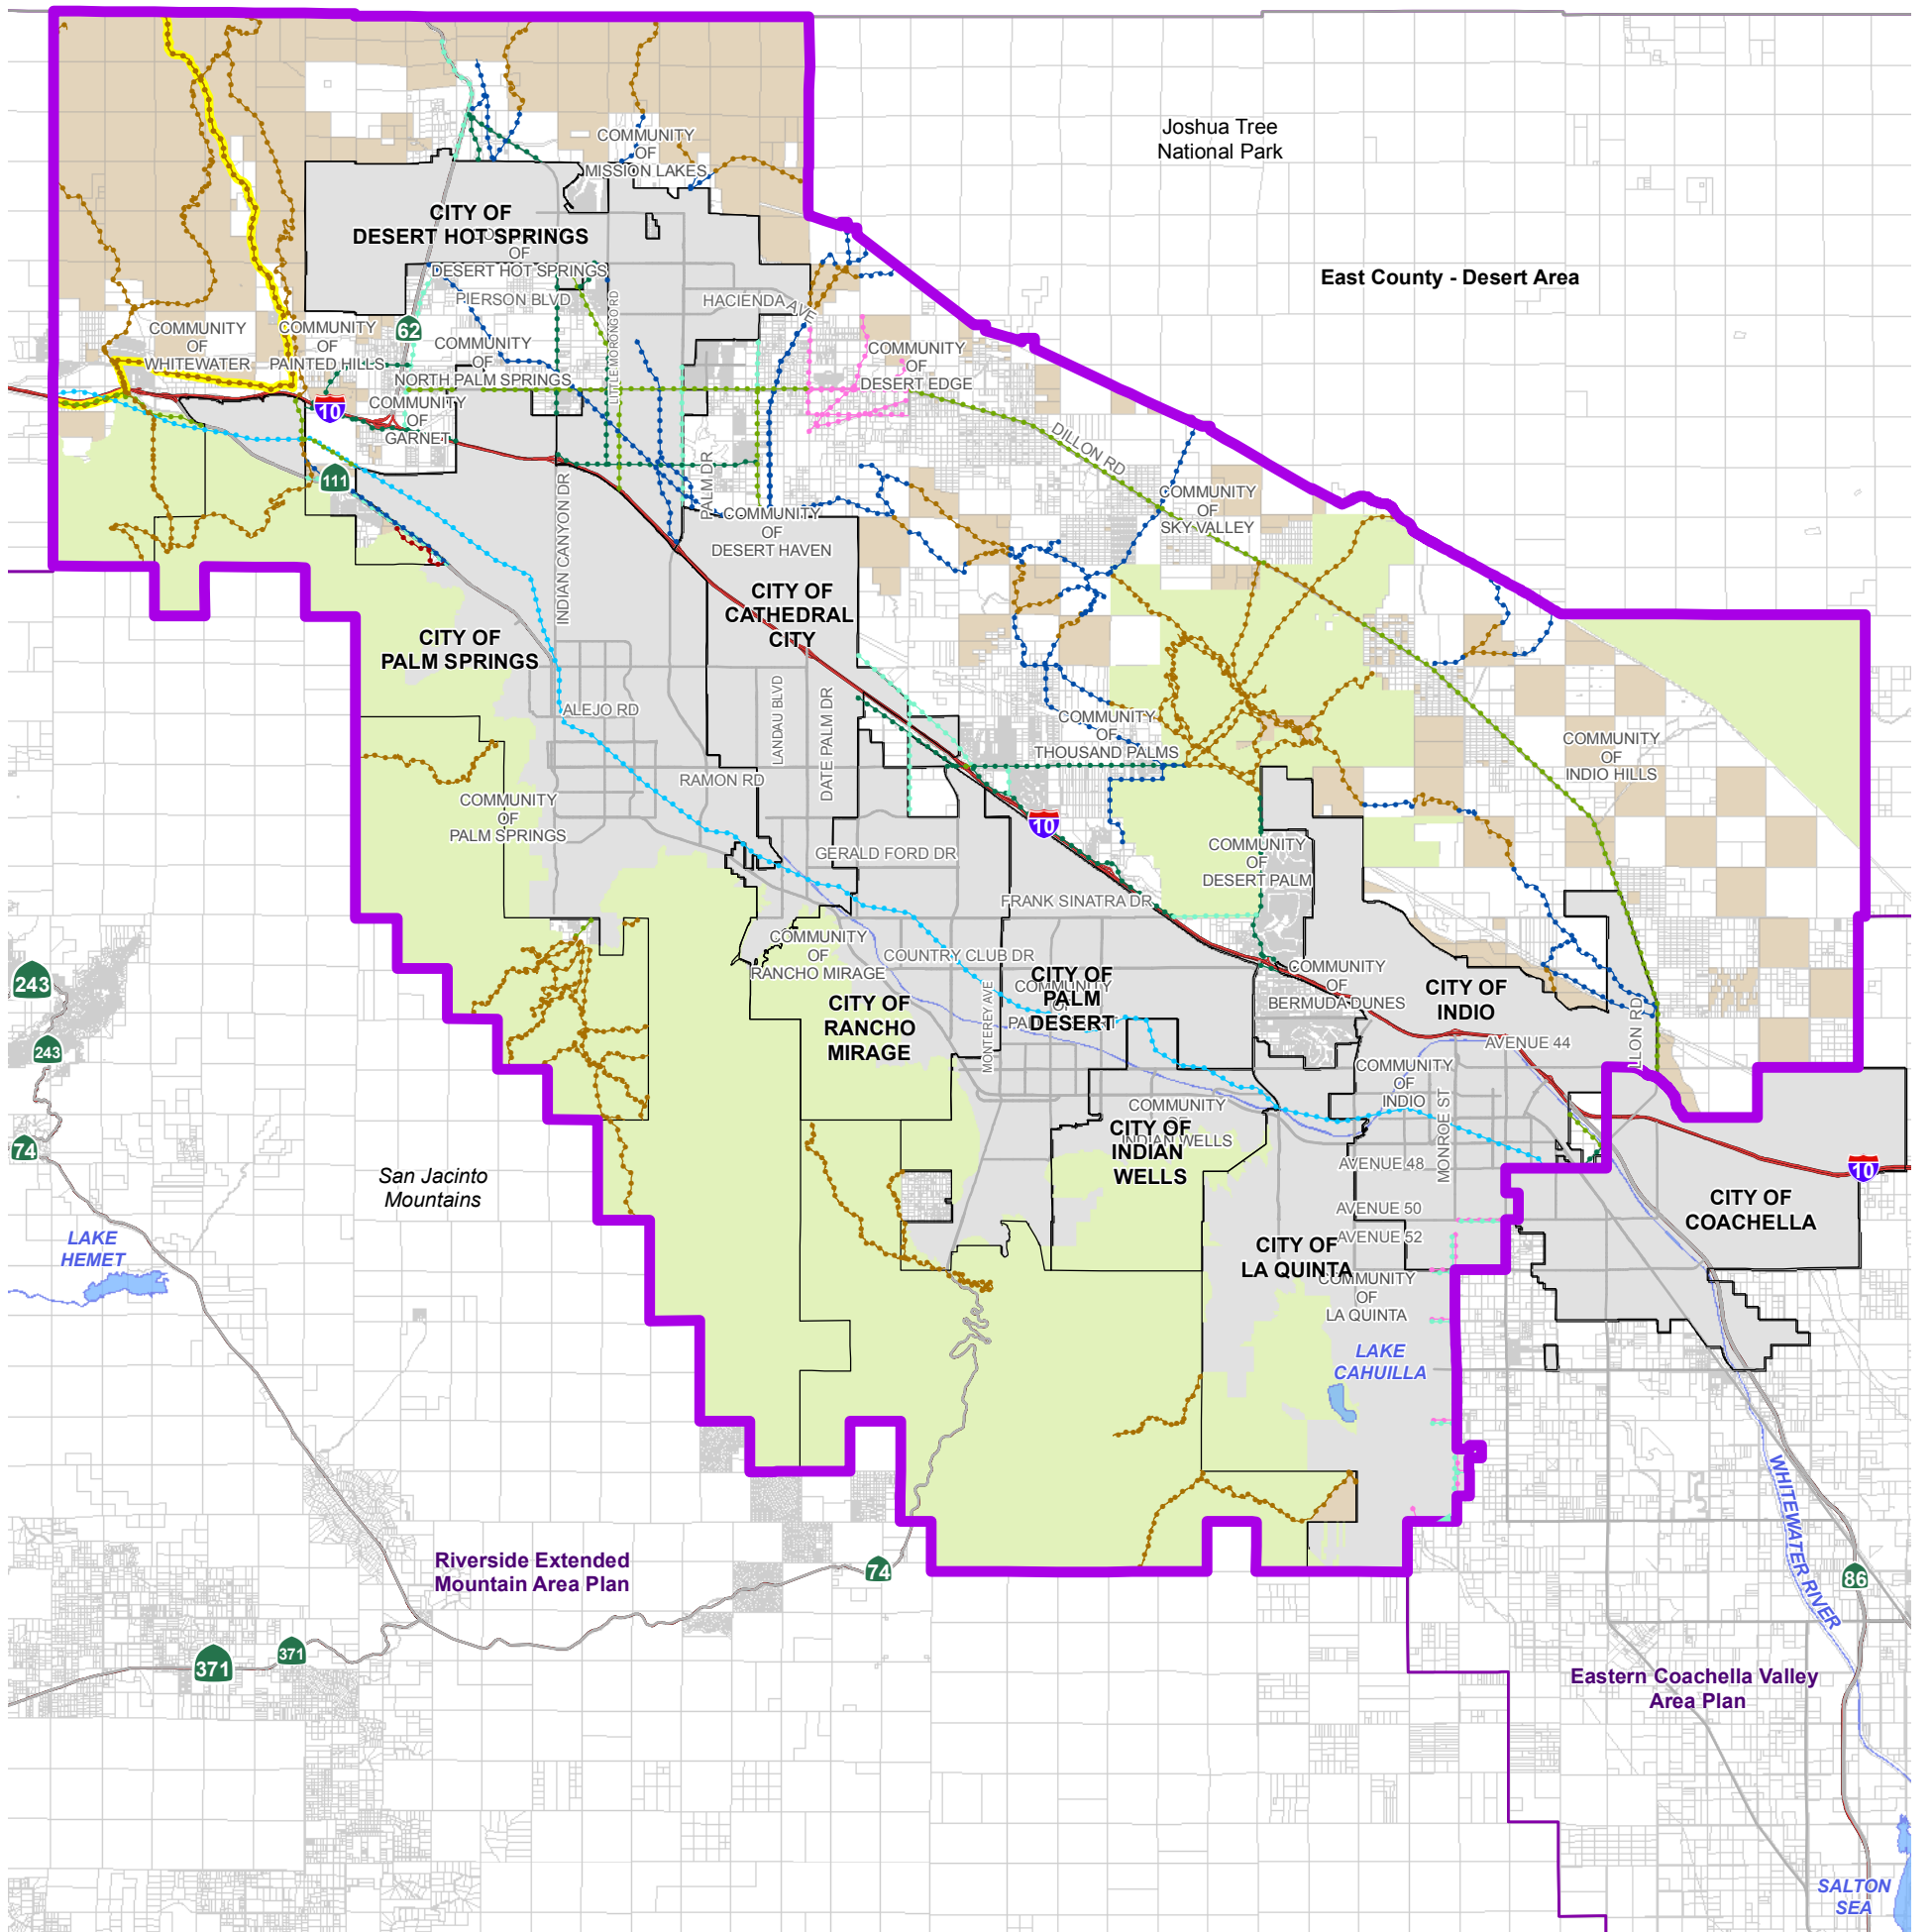 Joshua Tree
National Park
COMMUNITY
OF
MISSION LAKES
CITY OF
DESERT HOT SPRINGS
OF
DESERT HOT SPRINGS
East County - Desert Area
PIERSON BLVD
HACIENDA AVE
LITTLE MORONGO RD
62
COMMUNITY
OF
WHITEWATER
COMMUNITY
OF
PAINTED HILLS
COMMUNITY
OF
NORTH PALM SPRINGS
COMMUNITY
OF
DESERT EDGE
10
COMMUNITY
OF
GARNET
DILLON RD
111
INDIAN CANYON DR
PALM DR
COMMUNITY
OF
DESERT HAVEN
COMMUNITY
OF
SKY VALLEY
CITY OF
CATHEDRAL
CITY
CITY OF
PALM SPRINGS
ALEJO RD
LANDAU BLVD
DATE PALM DR
COMMUNITY
OF
THOUSAND PALMS
COMMUNITY
OF
INDIO HILLS
RAMON RD
COMMUNITY
OF
PALM SPRINGS
10
GERALD FORD DR
COMMUNITY
OF
DESERT PALM
FRANK SINATRA DR
COMMUNITY
OF
RANCHO MIRAGE
COUNTRY CLUB DR
CITY OF
PALM
DESERT
COMMUNITY
OF
COMMUNITY
OF
BERMUDA DUNES
CITY OF
INDIO
CITY OF
RANCHO
MIRAGE
MONTEREY AVE
243
243
74
AVENUE 44
COMMUNITY
OF
INDIO
MONROE ST
COMMUNITY
INDIAN WELLS
CITY OF
INDIAN
WELLS
AVENUE 48
10
San Jacinto
Mountains
AVENUE 50
AVENUE 52
CITY OF
COACHELLA
LAKE
HEMET
CITY OF
LA QUINTA
COMMUNITY
OF
LA QUINTA
LAKE
CAHUILLA
WHITEWATER RIVER
Riverside Extended
Mountain Area Plan
74
86
371
371
Eastern Coachella Valley
Area Plan
SALTON
SEA